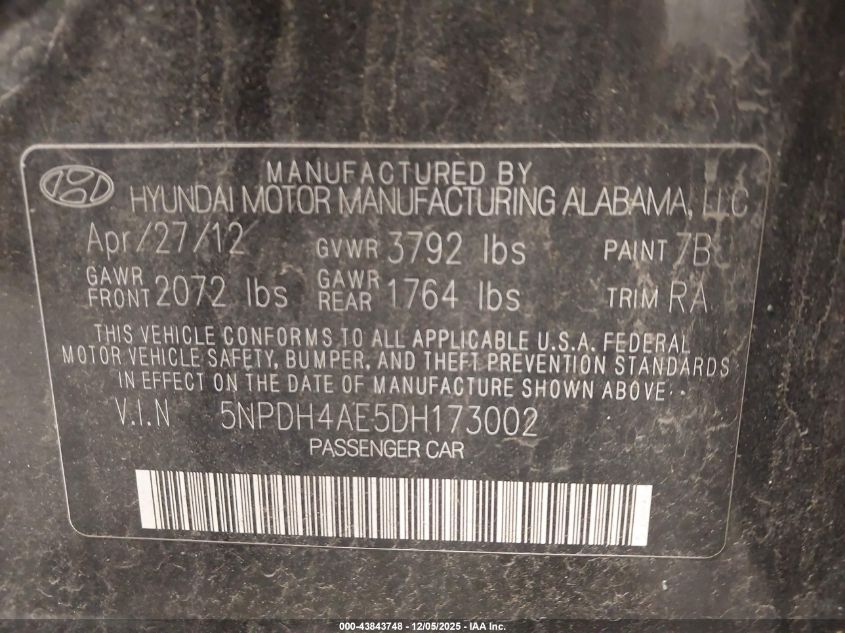 MANUFACTURED BY
HYUNDAI MOTOR MANUFACTURING ALABAMA, LLC
Apr/27/12 GVWR 3792 lbs PAINT 7B
GAWR FRONT 2072 lbs GAWR REAR 1764 lbs TRIM RA
THIS VEHICLE CONFORMS TO ALL APPLICABLE U.S.A. FEDERAL
MOTOR VEHICLE SAFETY, BUMPER, AND THEFT PREVENTION STANDARDS
IN EFFECT ON THE DATE OF MANUFACTURE SHOWN ABOVE.
V.I.N 5NPDH4AE5DH173002
PASSENGER CAR
000-43843748 - 12/05/2025 - IAA Inc.